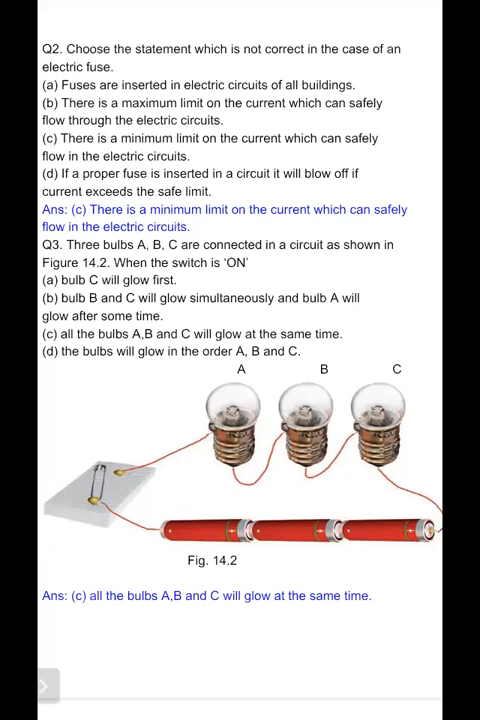 Q2. Choose the statement which is not correct in the case of an
electric fuse.
(a) Fuses are inserted in electric circuits of all buildings.
(b) There is a maximum limit on the current which can safely
flow through the electric circuits.
(c) There is a minimum limit on the current which can safely
flow in the electric circuits.
(d) If a proper fuse is inserted in a circuit it will blow off if
current exceeds the safe limit.
Ans: (c) There is a minimum limit on the current which can safely
flow in the electric circuits.
Q3. Three bulbs A, B, C are connected in a circuit as shown in
Figure 14.2. When the switch is ‘ON’
(a) bulb C will glow first.
(b) bulb B and C will glow simultaneously and bulb A will
glow after some time.
(c) all the bulbs A,B and C will glow at the same time.
(d) the bulbs will glow in the order A, B and C.
A B C
Fig. 14.2
Ans: (c) all the bulbs A,B and C will glow at the same time.